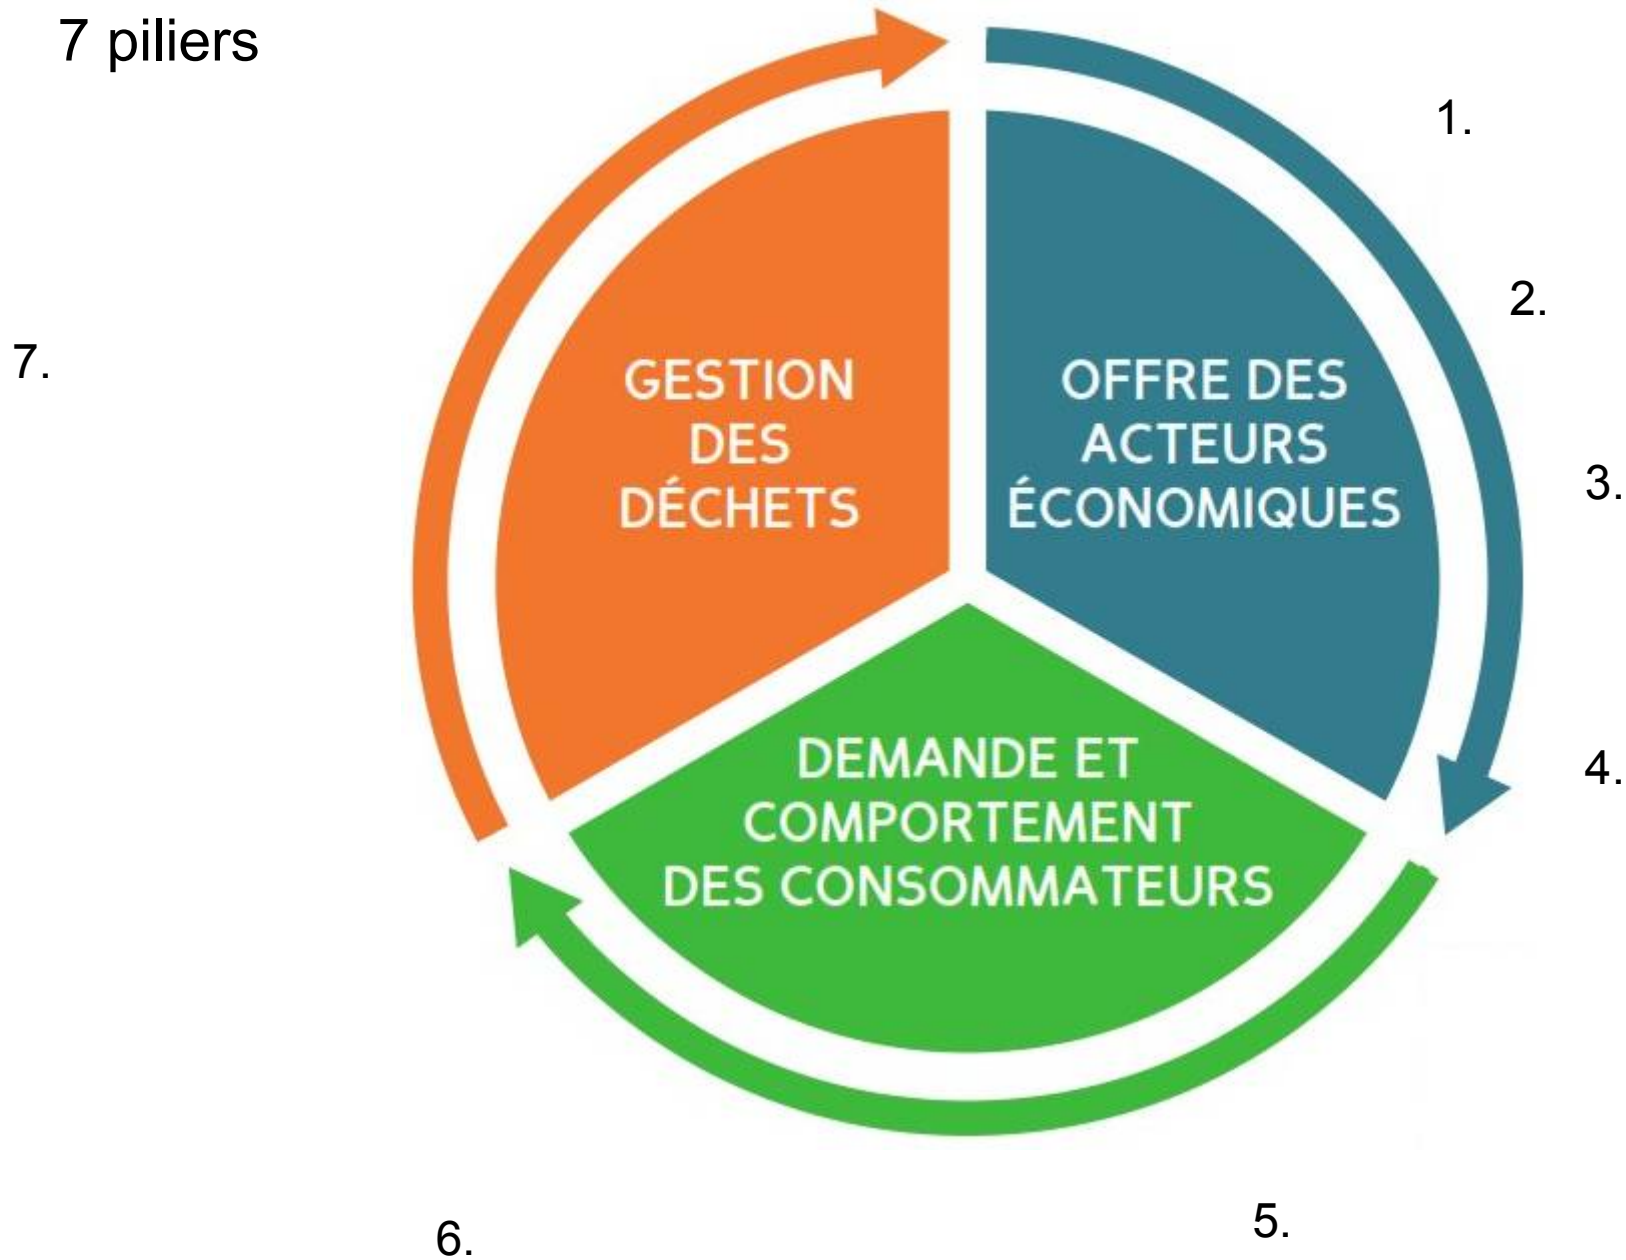 7 piliers
1.
2.
3.
4.
5.
6.
7.
OFFRE DES
ACTEURS
ÉCONOMIQUES
DEMANDE ET
COMPORTEMENT
DES CONSOMMATEURS
GESTION
DES
DÉCHETS